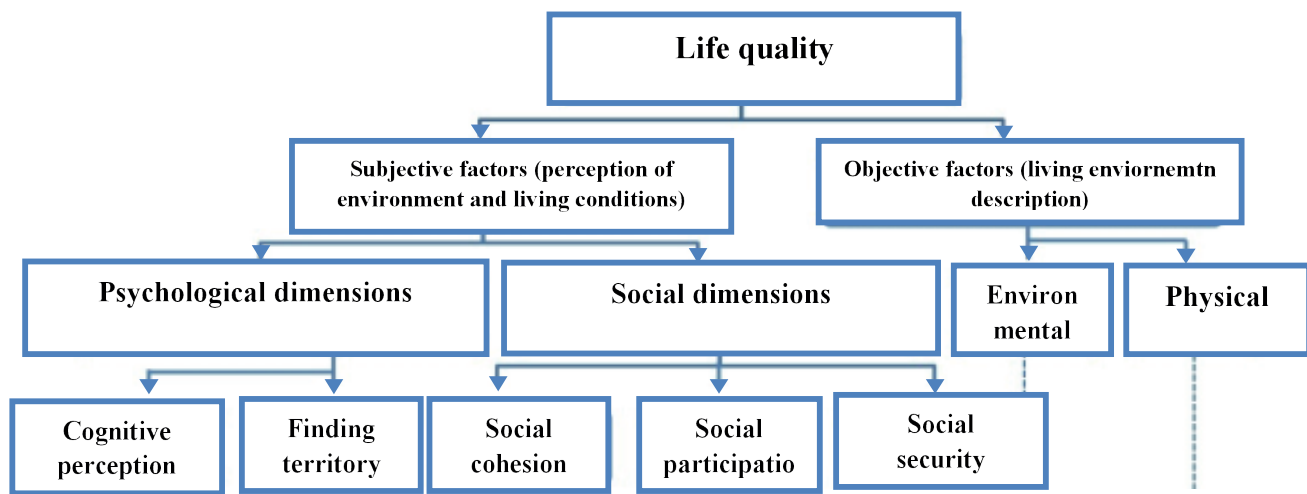 Life quality
Subjective factors (perception of
environment and living conditions)
Objective factors (living enviornemtn
description)
Psychological dimensions
Social dimensions
Environ
mental
Physical
Cognitive
perception
Finding
territory
Social
cohesion
Social
participatio
Social
security